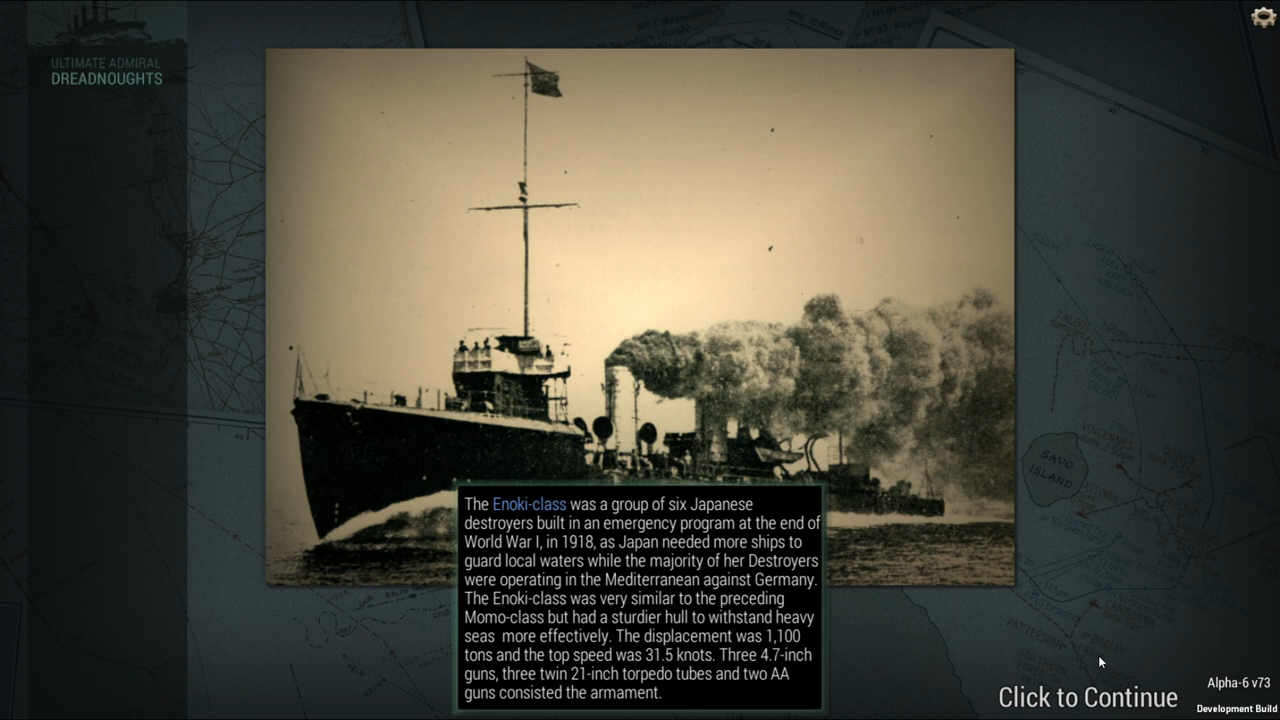 ULTIMATE ADMIRAL
DREADNOUGHTS
The Enoki-class was a group of six Japanese
destroyers built in an emergency program at the end of
World War I, in 1918, as Japan needed more ships to
guard local waters while the majority of her Destroyers
were operating in the Mediterranean against Germany.
The Enoki-class was very similar to the preceding
Momo-class but had a sturdier hull to withstand heavy
seas more effectively. The displacement was 1,100
tons and the top speed was 31.5 knots. Three 4.7-inch
guns, three twin 21-inch torpedo tubes and two AA
guns consisted the armament.
SAVO
ISLAND
Click to Continue
Alpha-6 v73
Development Build